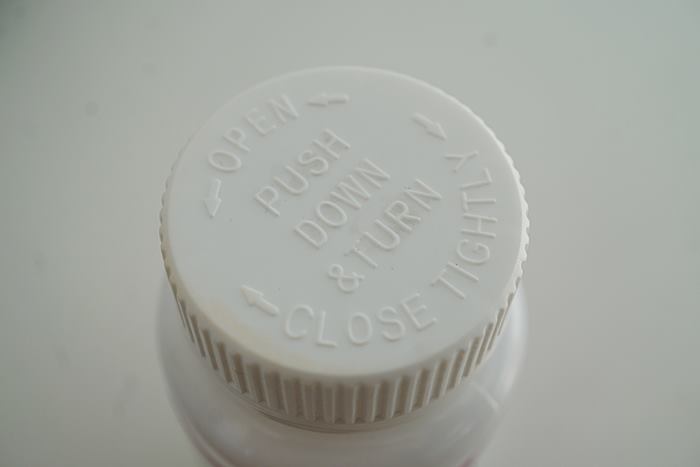 OPEN
PUSH
DOWN
& TURN
CLOSE TIGHTLY